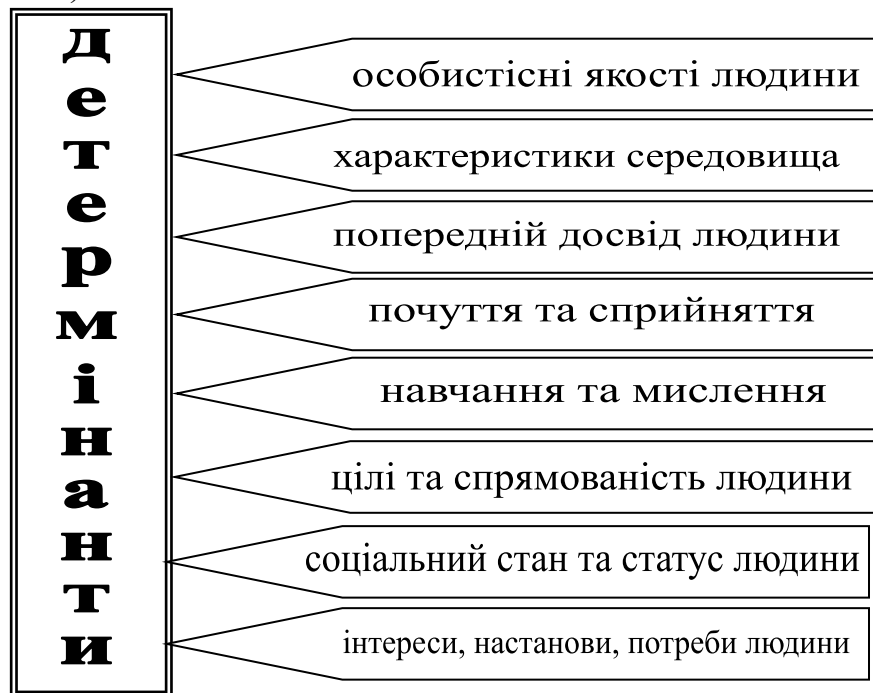 детермінанти
особистісні якості людини
характеристики середовища
попередній досвід людини
почуття та сприйняття
навчання та мислення
цілі та спрямованість людини
соціальний стан та статус людини
інтереси, настанови, потреби людини